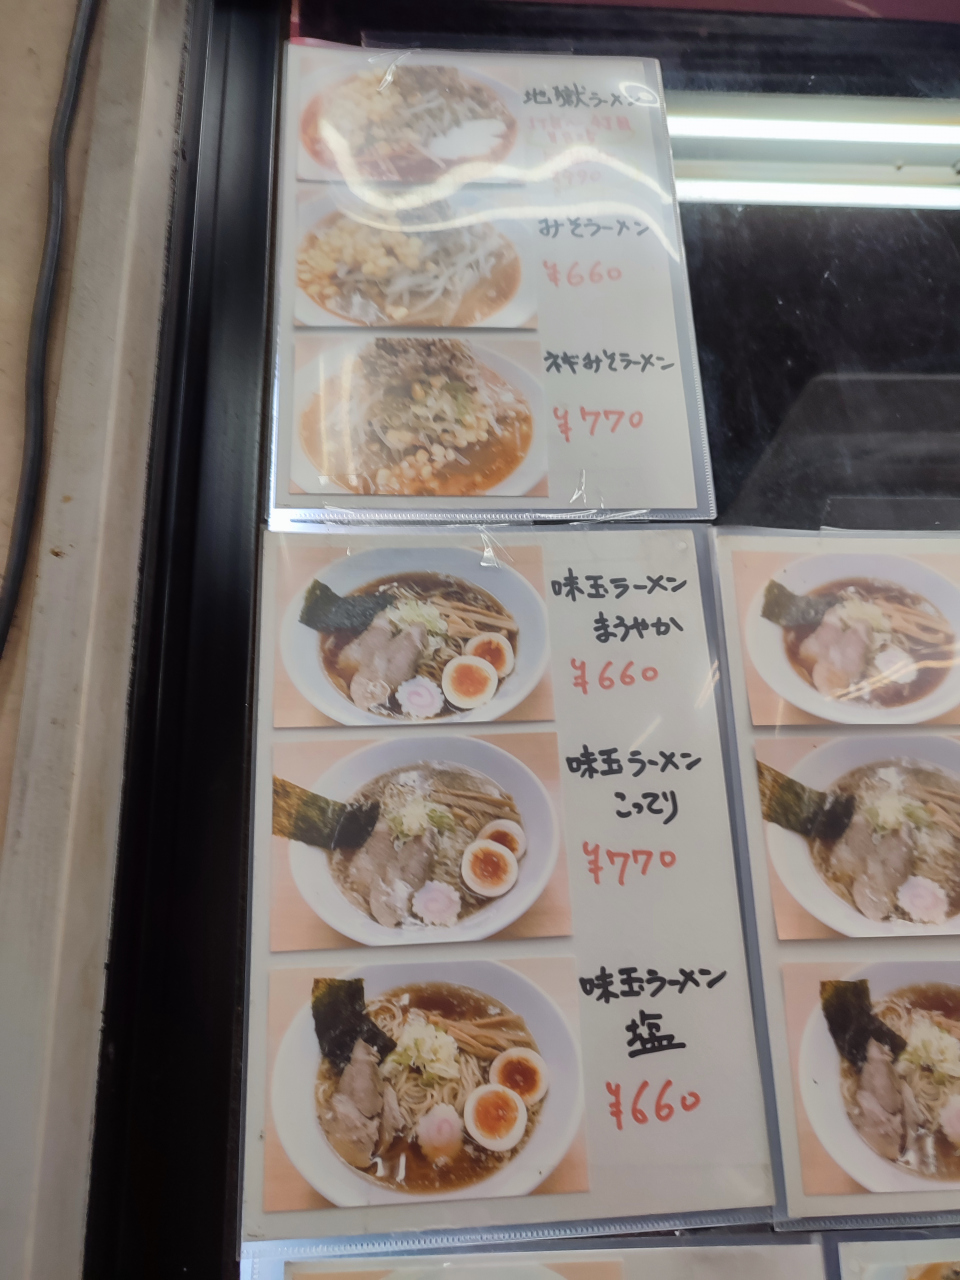 地獄ラーメン
みそラーメン
¥660
ネギみそラーメン
¥770
味玉ラーメン
まろやか
¥660
味玉ラーメン
こってり
¥770
味玉ラーメン
塩
¥660